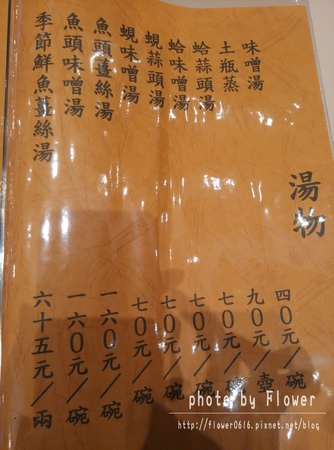 湯物
味噌湯 四〇元／碗
土瓶蒸 九〇元／壺
蛤蒜頭湯 七〇元／碗
蛤味噌湯 七〇元／碗
蜆蒜頭湯 七〇元／碗
蜆味噌湯 七〇元／碗
魚頭薑絲湯 一六〇元／碗
魚頭味噌湯 一六〇元／碗
季節鮮魚薑絲湯 六十五元／兩
photo by Flower
http://flower0616.pixnet.net/blog